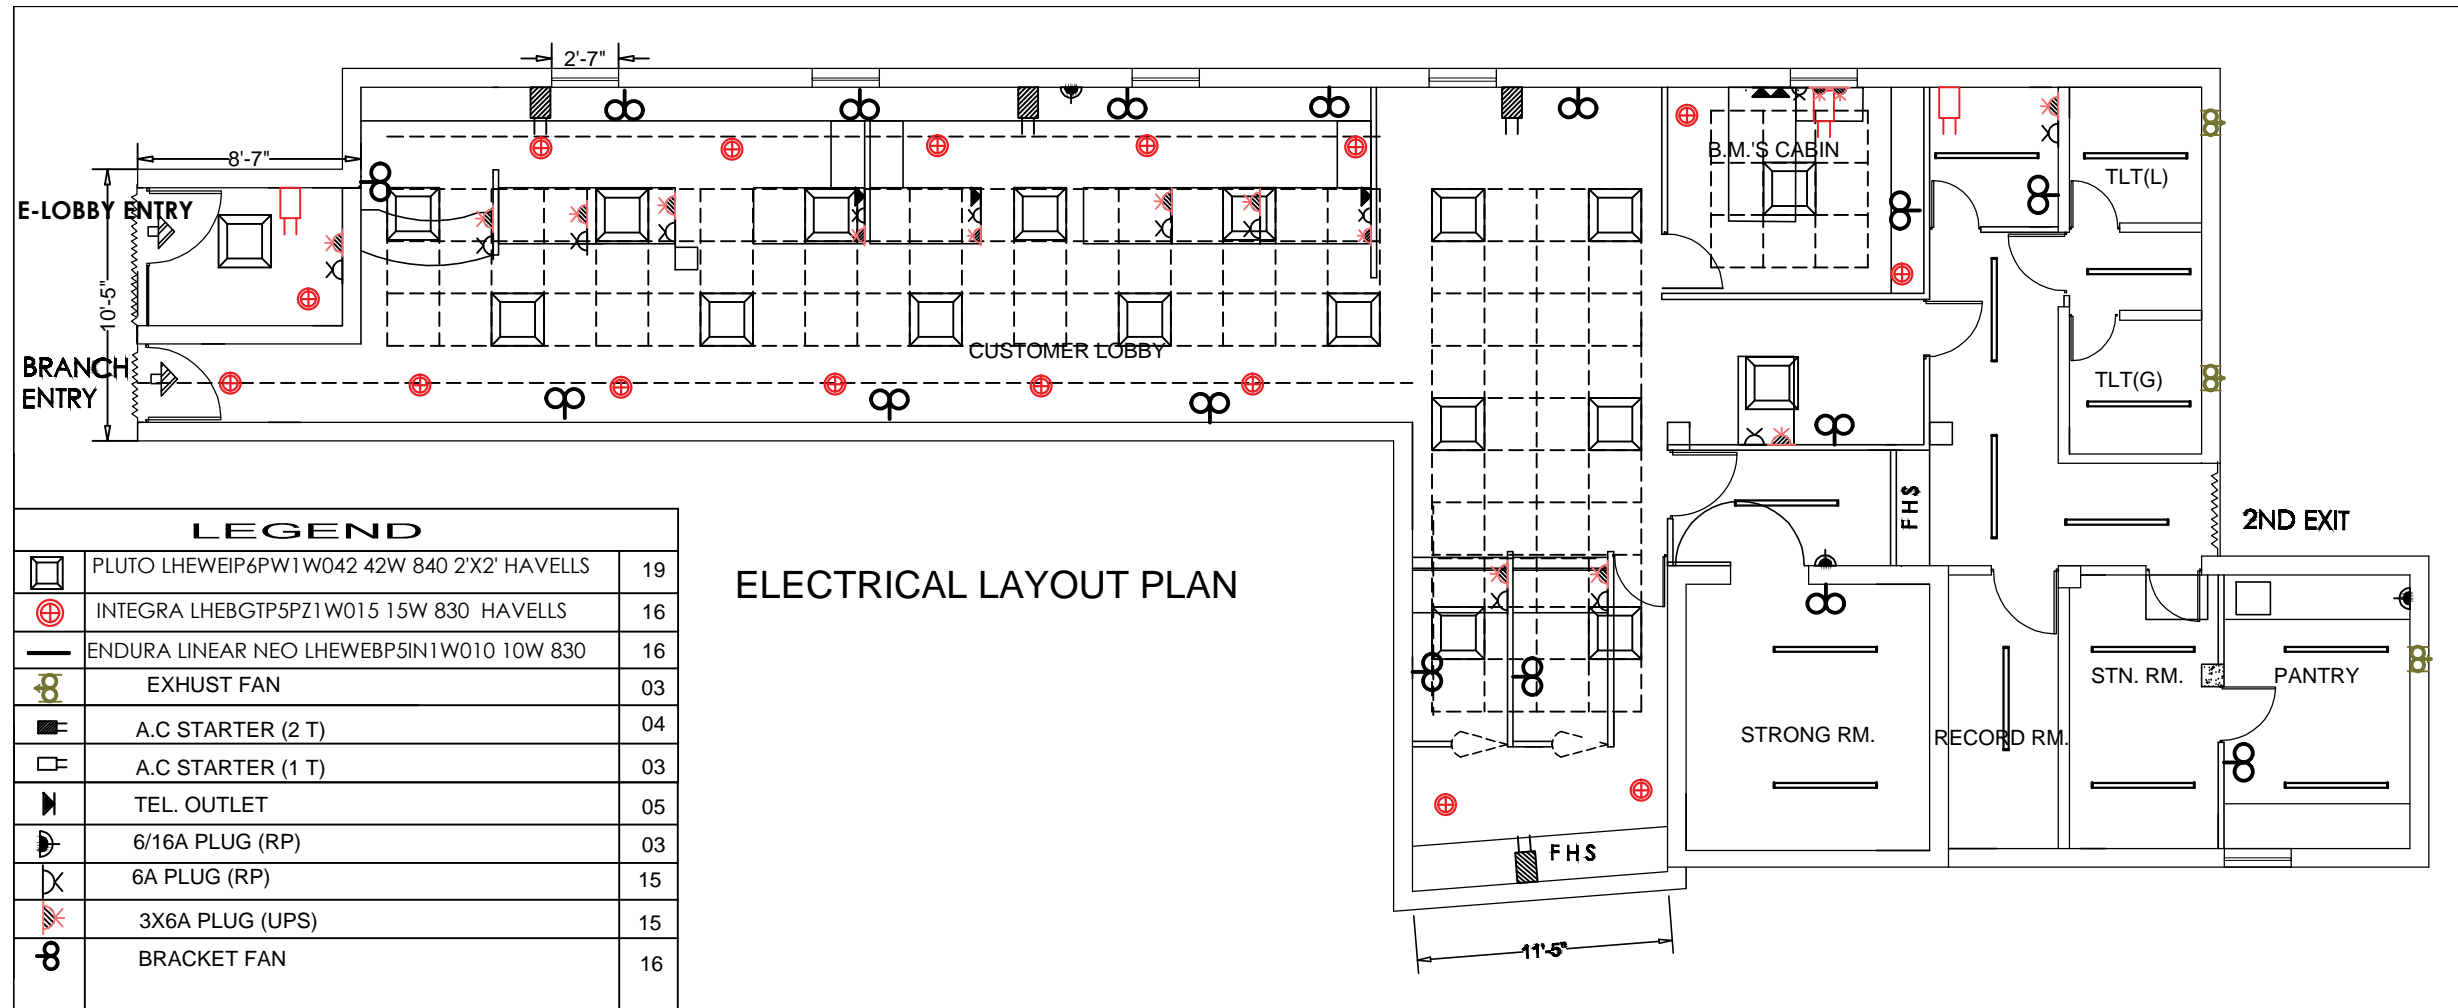 2'-7"
8'-7"
E-LOBBY ENTRY
10'-5"
BRANCH
ENTRY
CUSTOMER LOBBY
B.M.'S CABIN
TLT(L)
TLT(G)
FHS
2ND EXIT
ELECTRICAL LAYOUT PLAN
STRONG RM.
RECORD RM.
STN. RM.
PANTRY
FHS
11'-5"
LEGEND
PLUTO LHEWEIP6PW1W042 42W 840 2'X2' HAVELLS 19
INTEGRA LHEBGTP5PZ1W015 15W 830 HAVELLS 16
ENDURA LINEAR NEO LHEWEBP5IN1W010 10W 830 16
EXHUST FAN 03
A.C STARTER (2 T) 04
A.C STARTER (1 T) 03
TEL. OUTLET 05
6/16A PLUG (RP) 03
6A PLUG (RP) 15
3X6A PLUG (UPS) 15
BRACKET FAN 16